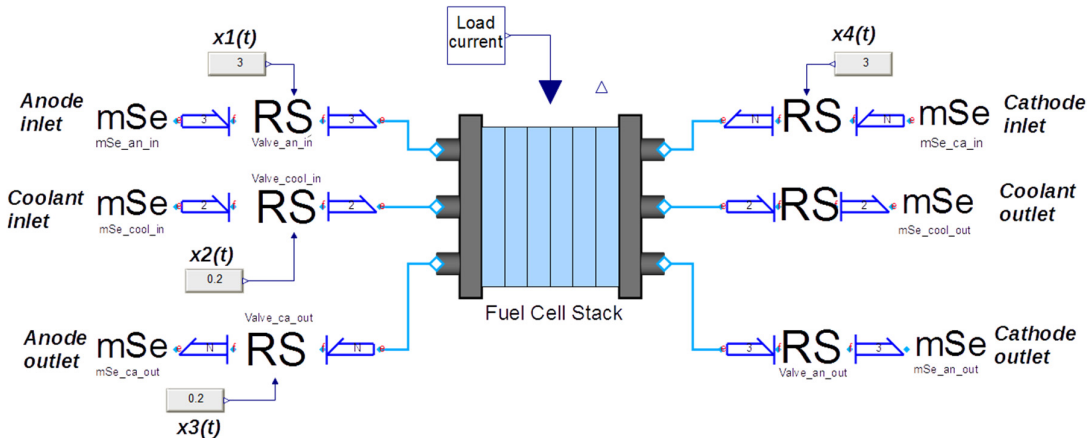 x1(t)
3
Load
current
x4(t)
3
Anode
inlet
mSe
mSe_an_in
e
3
f
RS
Valve_an_in
f
3
e
e
N
f
RS
f
N
e
mSe
mSe_ca_in
Cathode
inlet
Coolant
inlet
mSe
mSe_cool_in
e
2
f
Valve_cool_in
RS
f
2
e
e
2
f
RS
f
2
e
mSe
mSe_cool_out
Coolant
outlet
x2(t)
0.2
Fuel Cell Stack
Anode
outlet
mSe
mSe_ca_out
e
N
f
Valve_ca_out
RS
f
N
e
e
3
f
RS
Valve_an_out
f
3
mSe
mSe_an_out
Cathode
outlet
0.2
x3(t)